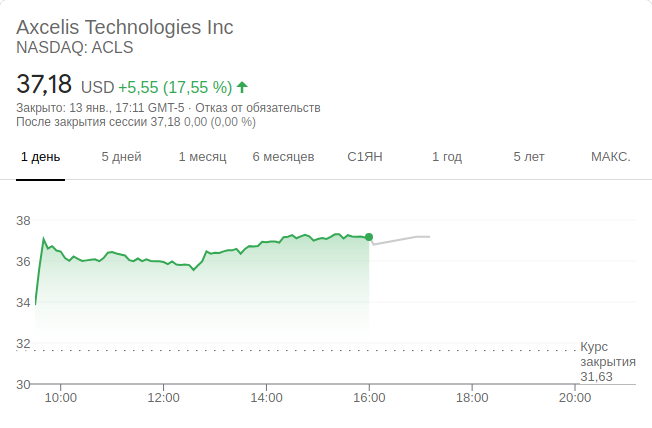 Axcelis Technologies Inc
NASDAQ: ACLS
37,18 USD +5,55 (17,55 %)
Закрыто: 13 янв., 17:11 GMT-5 · Отказ от обязательств
После закрытия сессии 37,18 0,00 (0,00 %)
1 день 5 дней 1 месяц 6 месяцев С1ЯН 1 год 5 лет МАКС.
38
36
34
32
30
Курс
закрытия
31,63
10:00 12:00 14:00 16:00 18:00 20:00